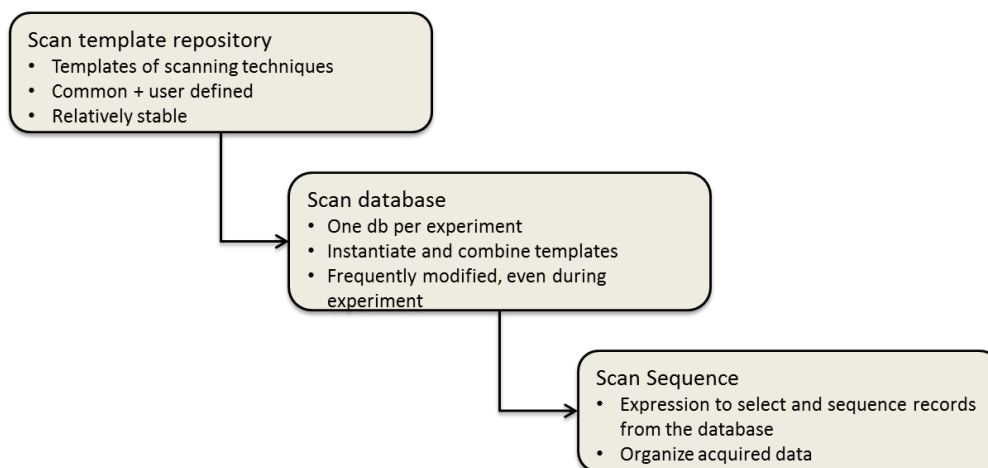 Scan template repository
• Templates of scanning techniques
• Common + user defined
• Relatively stable
Scan database
• One db per experiment
• Instantiate and combine templates
• Frequently modified, even during
experiment
Scan Sequence
• Expression to select and sequence records
from the database
• Organize acquired data